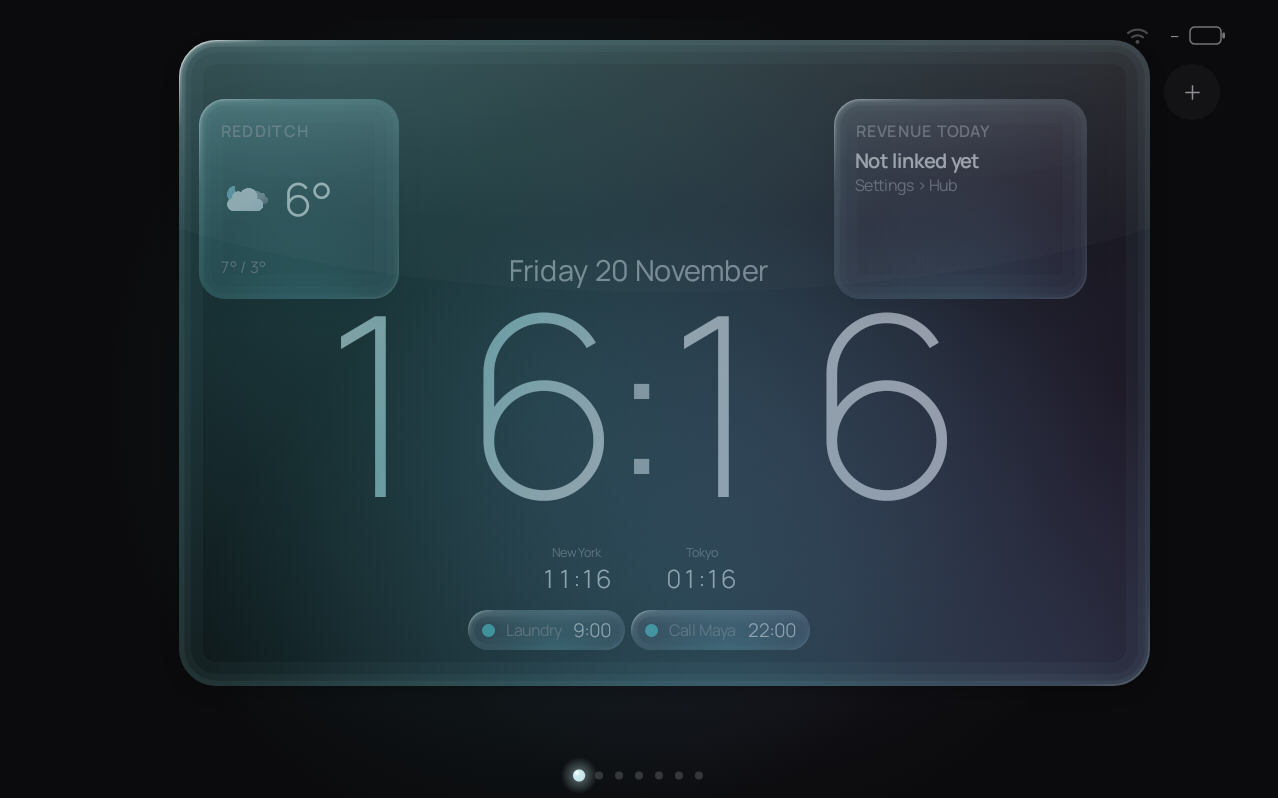 REDDITCH
6°
7° / 3°
REVENUE TODAY
Not linked yet
Settings > Hub
Friday 20 November
16:16
New York
11:16
Tokyo
01:16
Laundry 9:00
Call Maya 22:00